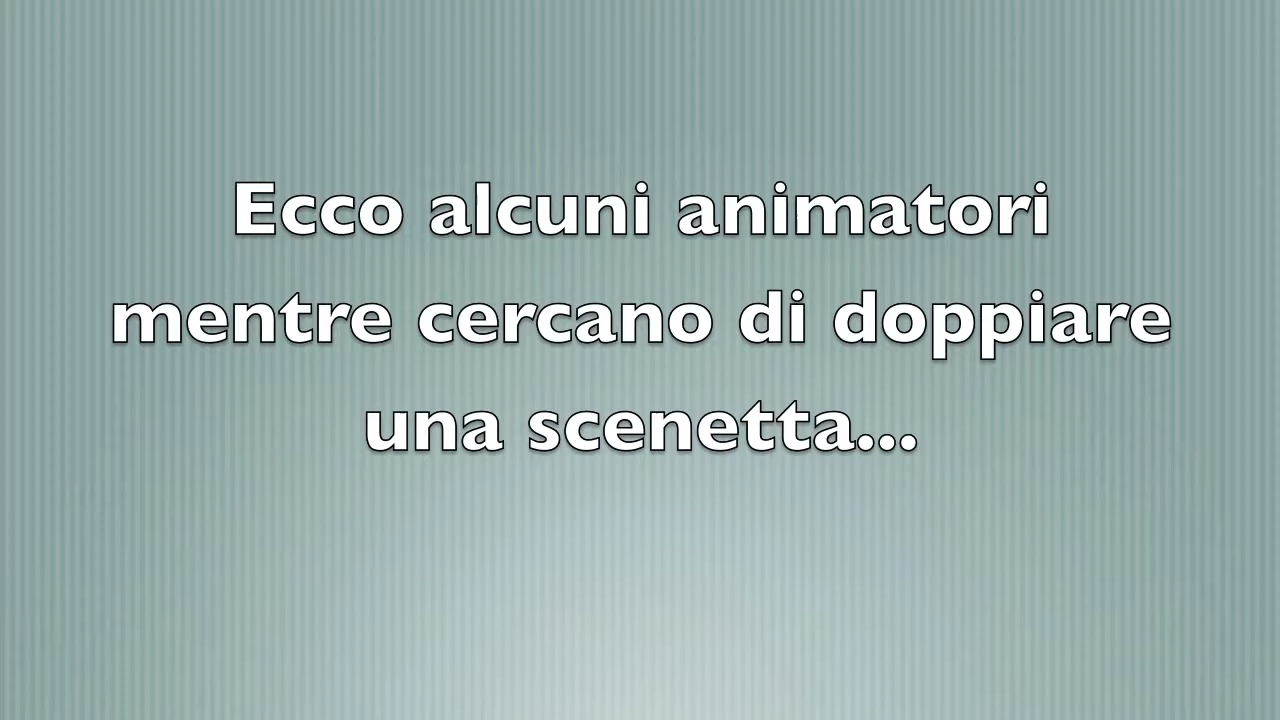 Ecco alcuni animatori
mentre cercano di doppiare
una scenetta...